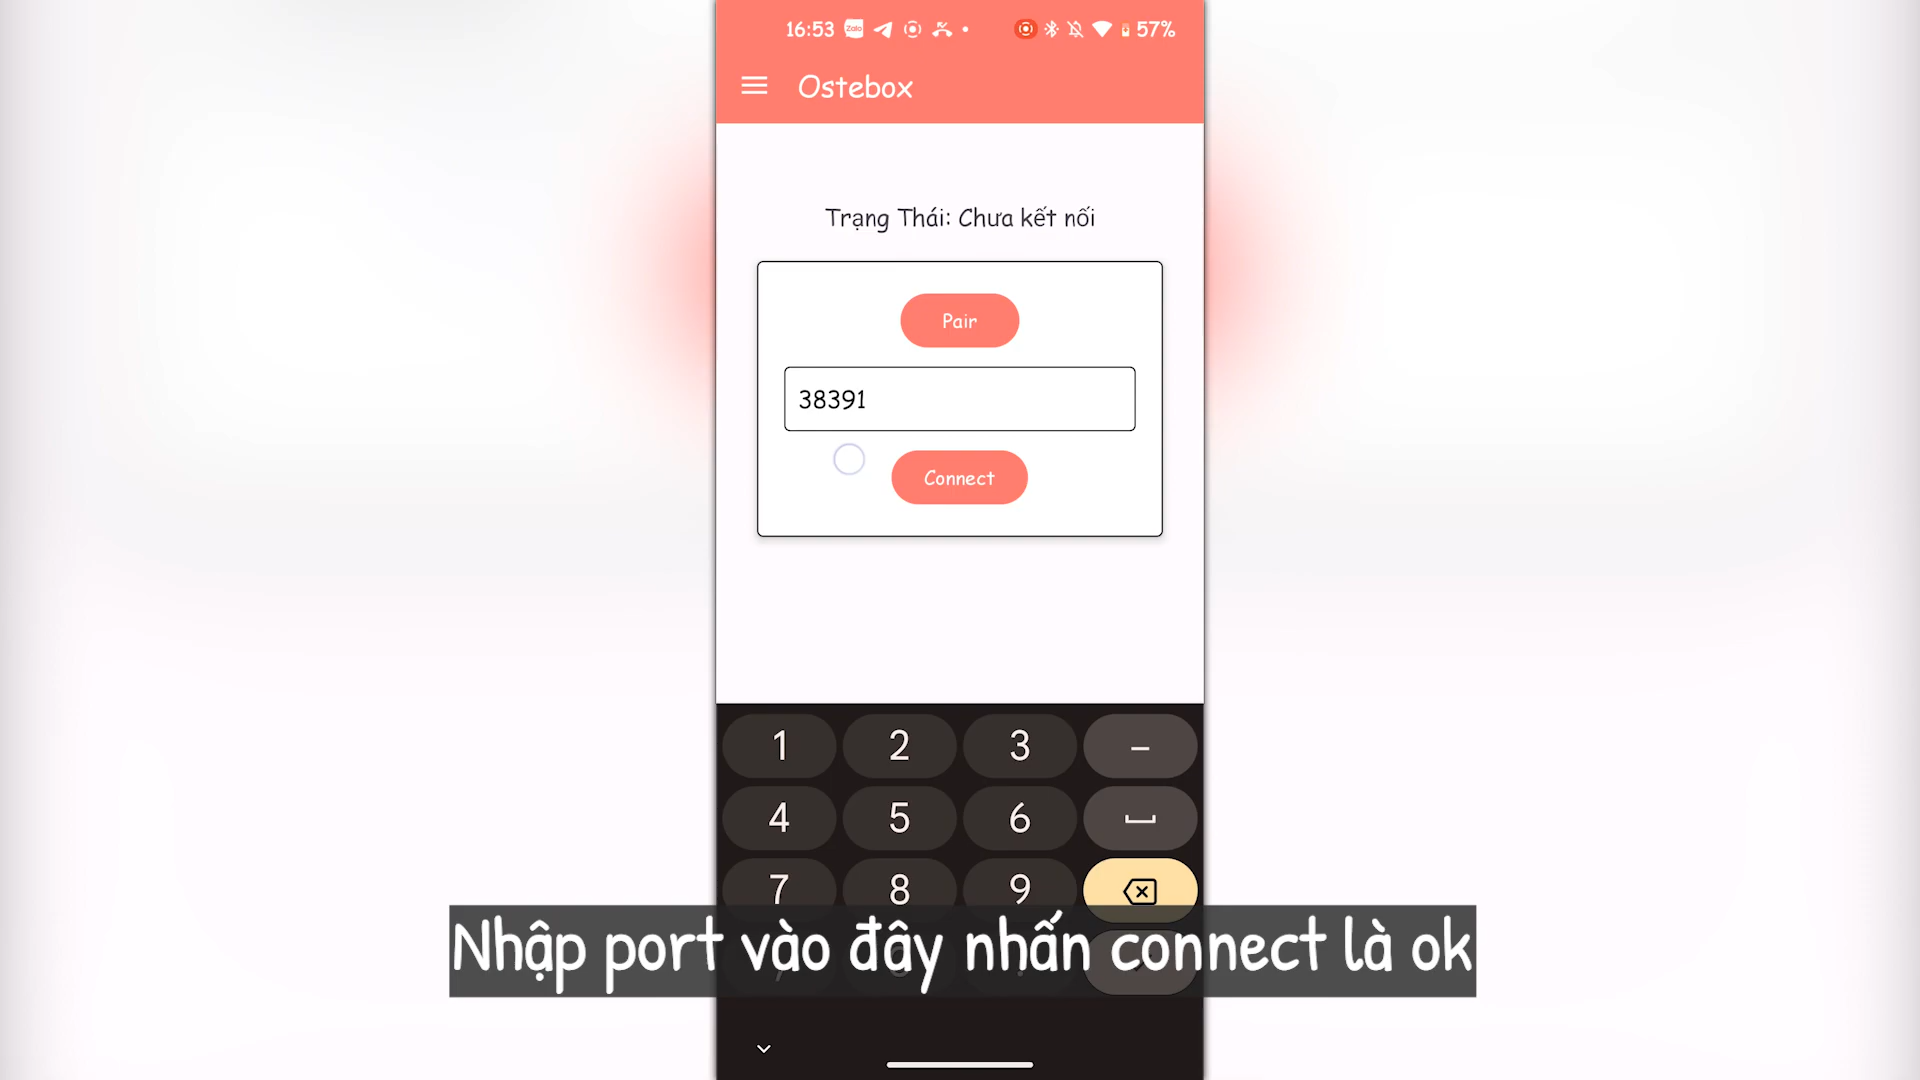 16:53 Zalo 57%
Ostebox
Trạng Thái: Chưa kết nối
Pair
38391
Connect
1 2 3 –
4 5 6
7 8 9
Nhập port vào đây nhấn connect là ok